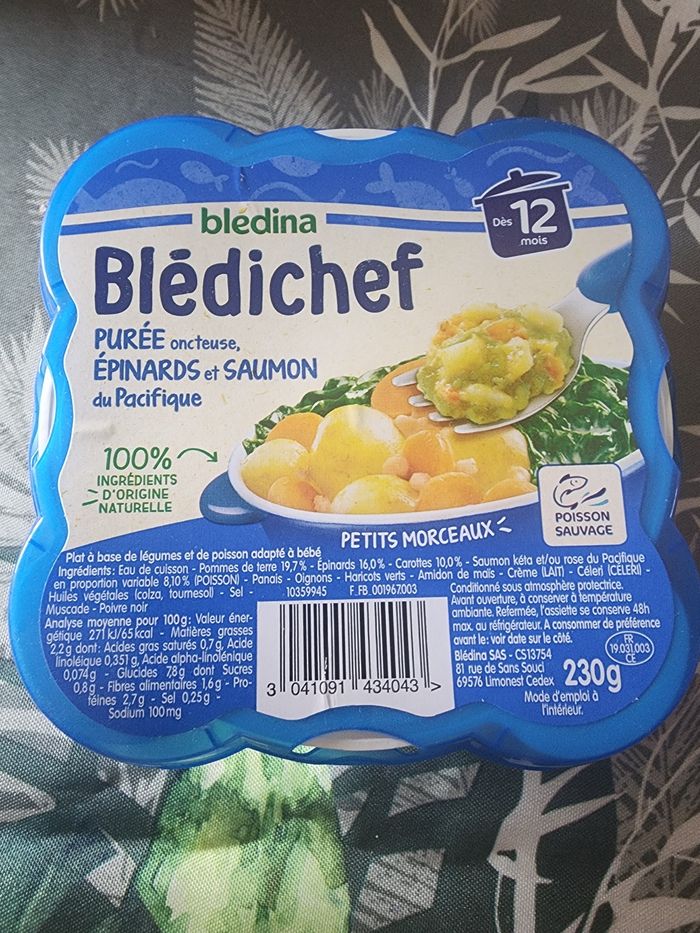 blédina
Blédichef
Dès 12
mois
PURÉE oncteuse,
ÉPINARDS et SAUMON
du Pacifique
100%
INGRÉDIENTS
D'ORIGINE
NATURELLE
POISSON
SAUVAGE
PETITS MORCEAUX
Plat à base de légumes et de poisson adapté à bébé
Ingrédients: Eau de cuisson - Pommes de terre 19,7% - Épinards 16,0% - Carottes 10,0% - Saumon kéta et/ou rose du Pacifique
en proportion variable 8,10% (POISSON) - Panais - Oignons - Haricots verts - Amidon de maïs - Crème (LAIT) - Céleri (CÉLERI) -
Huiles végétales (colza, tournesol) - Sel -
Muscade - Poivre noir
10359945 F_FB_001967003
Analyse moyenne pour 100g: Valeur éner-
gétique 271 kJ/65 kcal - Matières grasses
2,2g dont: Acides gras saturés 0,7g, Acide
linoléique 0,351g, Acide alpha-linolénique
0,074g - Glucides 7,8g dont Sucres
0,8g - Fibres alimentaires 1,6g - Pro-
téines 2,7g - Sel 0,25g -
Sodium 100mg
3 041091 434043 >
Conditionné sous atmosphère protectrice.
Avant ouverture, à conserver à température
ambiante. Refermée, l'assiette se conserve 48h
max. au réfrigérateur. A consommer de préférence
avant le: voir date sur le côté.
Blédina SAS - CS13754
81 rue de Sans Souci
69576 Limonest Cedex
230g
FR
19.031.003
CE
Mode d'emploi à
l'intérieur.